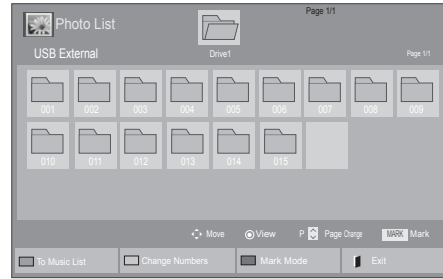 Page 1/1
Photo List
USB External
Drive1
Page 1/1
001 002 003 004 005 006 007 008 009
010 011 012 013 014 015
Move View P Page Change MARK Mark
To Music List Change Numbers Mark Mode Exit